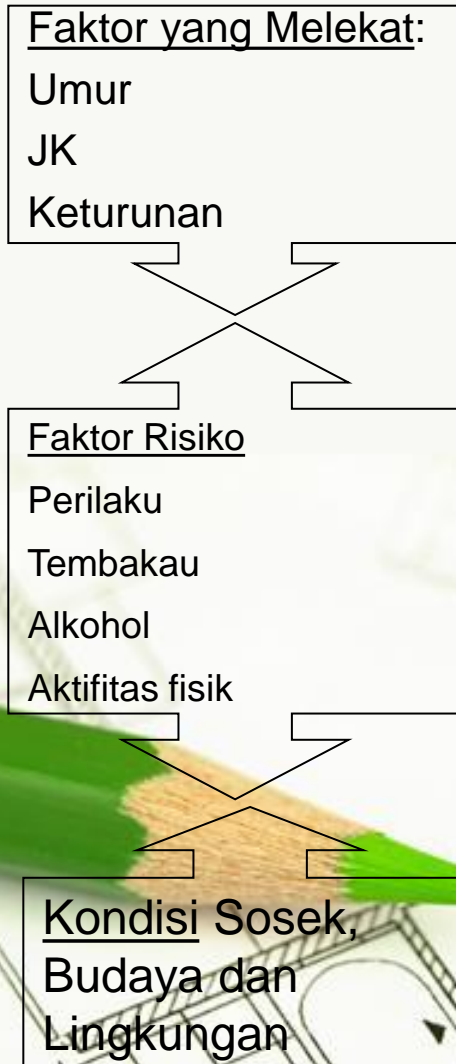 Faktor yang Melekat:
Umur
JK
Keturunan
Faktor Risiko
Perilaku
Tembakau
Alkohol
Aktifitas fisik
Kondisi Sosek,
Budaya dan
Lingkungan